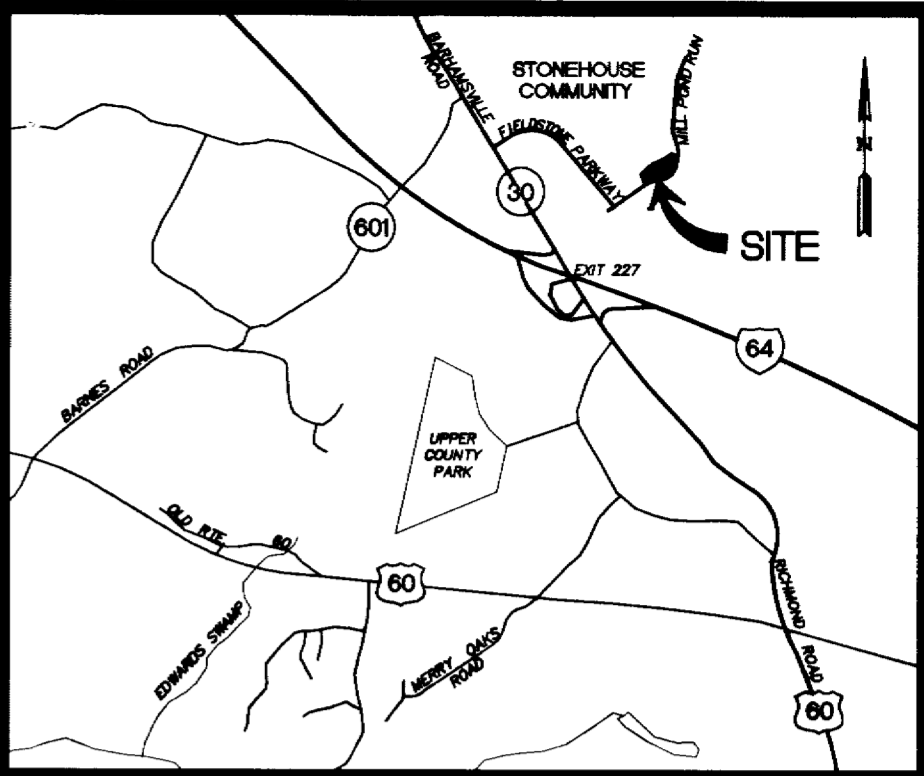 BARHAMSVILLE
ROAD
STONEHOUSE
COMMUNITY
MILL POND RUN
FIELDSTONE PARKWAY
N
30
601
SITE
EXIT 227
64
BARNES ROAD
UPPER
COUNTY
PARK
OLD RTE. 60
60
EDWARDS SWAMP
MERRY OAKS
ROAD
RICHMOND ROAD
60